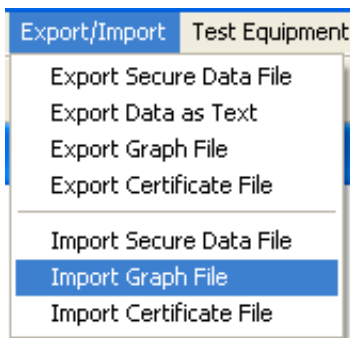 Export/Import Test Equipment
Export Secure Data File
Export Data as Text
Export Graph File
Export Certificate File
Import Secure Data File
Import Graph File
Import Certificate File